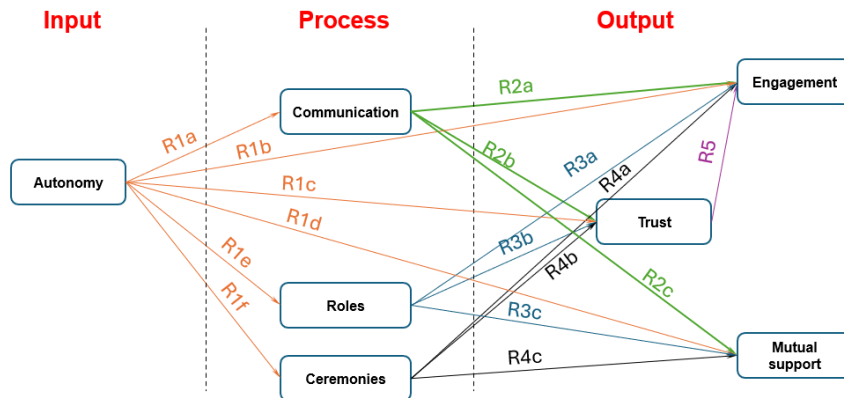 Input
Process
Output
Communication
Engagement
Autonomy
Trust
Roles
Mutual
support
Ceremonies
R1a
R1b
R1c
R1d
R1e
R1f
R2a
R2b
R2c
R3a
R3b
R3c
R4a
R4b
R4c
R5